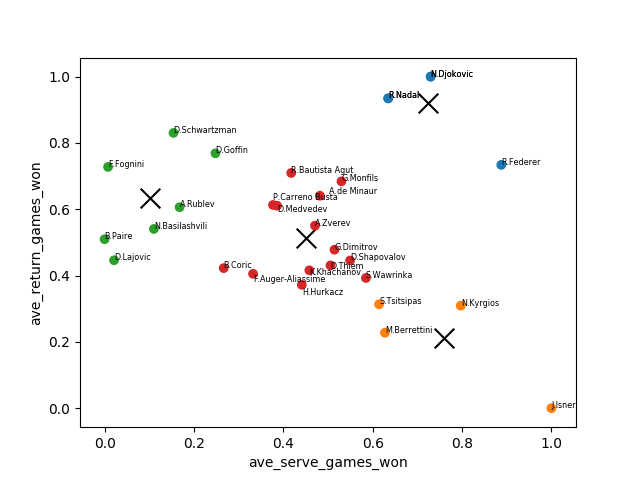 1.0
0.8
0.6
0.4
0.2
0.0
ave_return_games_won
N.Djokovic
R.Nadal
D.Schwartzman
D.Goffin
F.Fognini
R.Federer
R.Bautista Agut
G.Monfils
A.de Minaur
P.Carreno Busta
D.Medvedev
A.Rublev
A.Zverev
N.Basilashvili
B.Paire
G.Dimitrov
D.Lajovic
D.Shapovalov
D.Thiem
B.Coric
K.Khachanov
F.Auger-Aliassime
S.Wawrinka
H.Hurkacz
S.Tsitsipas
N.Kyrgios
M.Berrettini
J.Isner
0.0 0.2 0.4 0.6 0.8 1.0
ave_serve_games_won